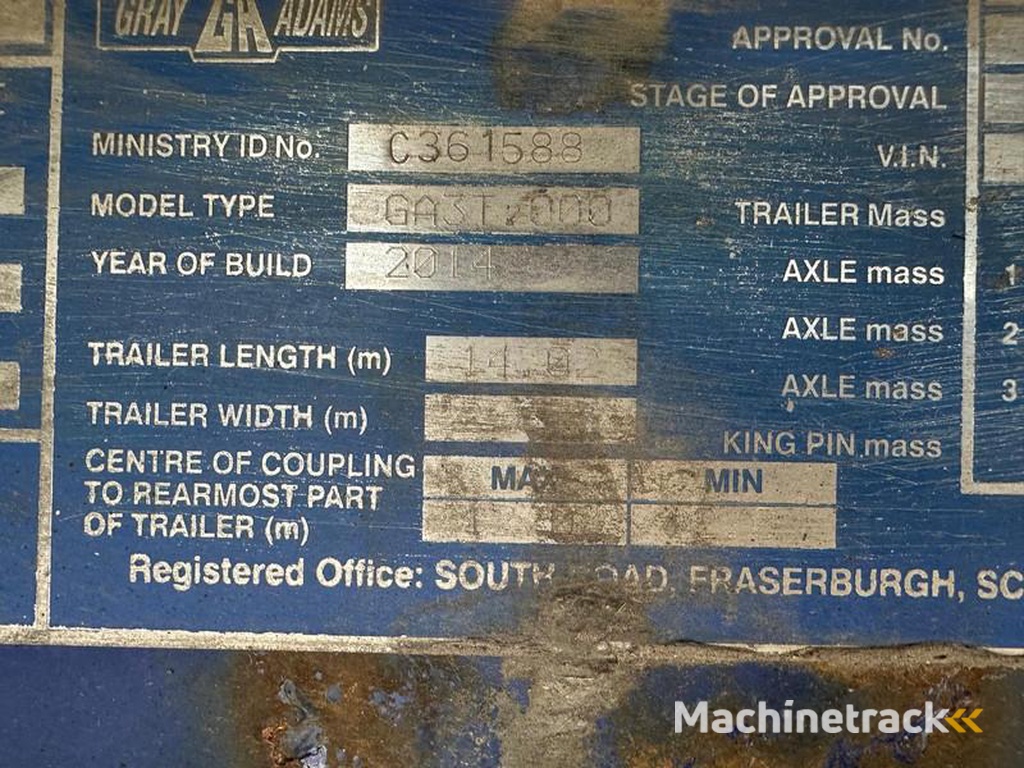 GRAY GA ADAMS
APPROVAL No.
STAGE OF APPROVAL
MINISTRY ID No. C361588
V.I.N.
MODEL TYPE
TRAILER Mass
YEAR OF BUILD 2014
AXLE mass 1
AXLE mass 2
TRAILER LENGTH (m)
AXLE mass 3
TRAILER WIDTH (m)
KING PIN mass
CENTRE OF COUPLING
TO REARMOST PART
OF TRAILER (m)
MAX MIN
Registered Office: SOUTH ROAD, FRASERBURGH, SC
Machinetrack